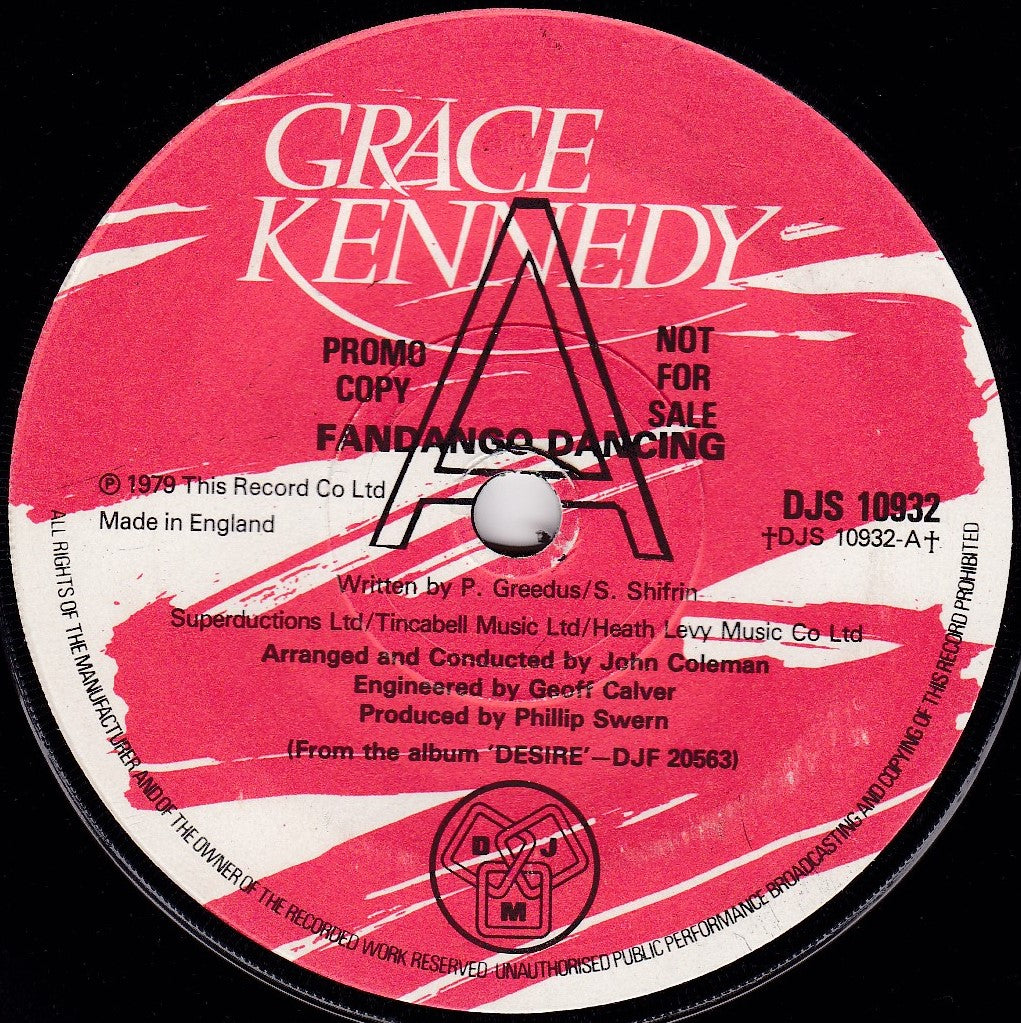 GRACE
KENNEDY
A
PROMO
COPY
NOT
FOR
SALE
FANDANGO DANCING
Ⓟ 1979 This Record Co Ltd
Made in England
DJS 10932
†DJS 10932-A†
Written by P. Greedus/S. Shifrin
Superductions Ltd/Tincabell Music Ltd/Heath Levy Music Co Ltd
Arranged and Conducted by John Coleman
Engineered by Geoff Calver
Produced by Phillip Swern
(From the album 'DESIRE'—DJF 20563)
D J
M
ALL RIGHTS OF THE MANUFACTURER AND OF THE OWNER OF THE RECORDED WORK RESERVED UNAUTHORISED PUBLIC PERFORMANCE BROADCASTING AND COPYING OF THIS RECORD PROHIBITED